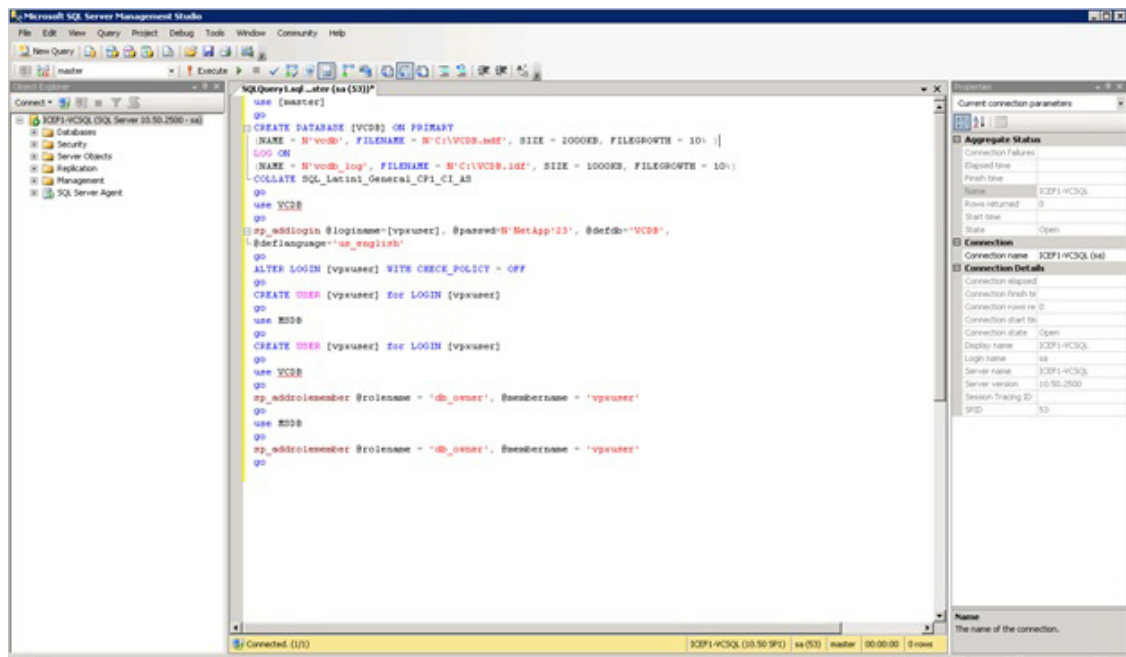 Microsoft SQL Server Management Studio
File Edit View Query Project Debug Tools Window Community Help
New Query
master
Execute
Object Explorer
Connect
ICEF1-VCSQL (SQL Server 10.50.2500 - sa)
Databases
Security
Server Objects
Replication
Management
SQL Server Agent
SQLQuery1.sql ...ster (sa (53))*
use [master]
go
CREATE DATABASE [VCDB] ON PRIMARY
(NAME = N'vcdb', FILENAME = N'C:\VCDB.mdf', SIZE = 2000KB, FILEGROWTH = 10% )
LOG ON
(NAME = N'vcdb_log', FILENAME = N'C:\VCDB.ldf', SIZE = 1000KB, FILEGROWTH = 10%)
COLLATE SQL_Latin1_General_CP1_CI_AS
go
use VCDB
go
sp_addlogin @loginame=[vpxuser], @passwd=N'NetApp!23', @defdb='VCDB',
@deflanguage='us_english'
go
ALTER LOGIN [vpxuser] WITH CHECK_POLICY = OFF
go
CREATE USER [vpxuser] for LOGIN [vpxuser]
go
use MSDB
go
CREATE USER [vpxuser] for LOGIN [vpxuser]
go
use VCDB
go
sp_addrolemember @rolename = 'db_owner', @membername = 'vpxuser'
go
use MSDB
go
sp_addrolemember @rolename = 'db_owner', @membername = 'vpxuser'
go
Connected. (1/1)
ICEF1-VCSQL (10.50 SP1) sa (53) master 00:00:00 0 rows
Properties
Current connection parameters
Aggregate Status
Connection failures
Elapsed time
Finish time
Name ICEF1-VCSQL
Rows returned 0
Start time
State Open
Connection
Connection name ICEF1-VCSQL (sa)
Connection Details
Connection elapsed
Connection finish
Connection rows re 0
Connection start
Connection state Open
Display name ICEF1-VCSQL
Login name sa
Server name ICEF1-VCSQL
Server version 10.50.2500
Session Tracing ID
SPID 53
Name
The name of the connection.